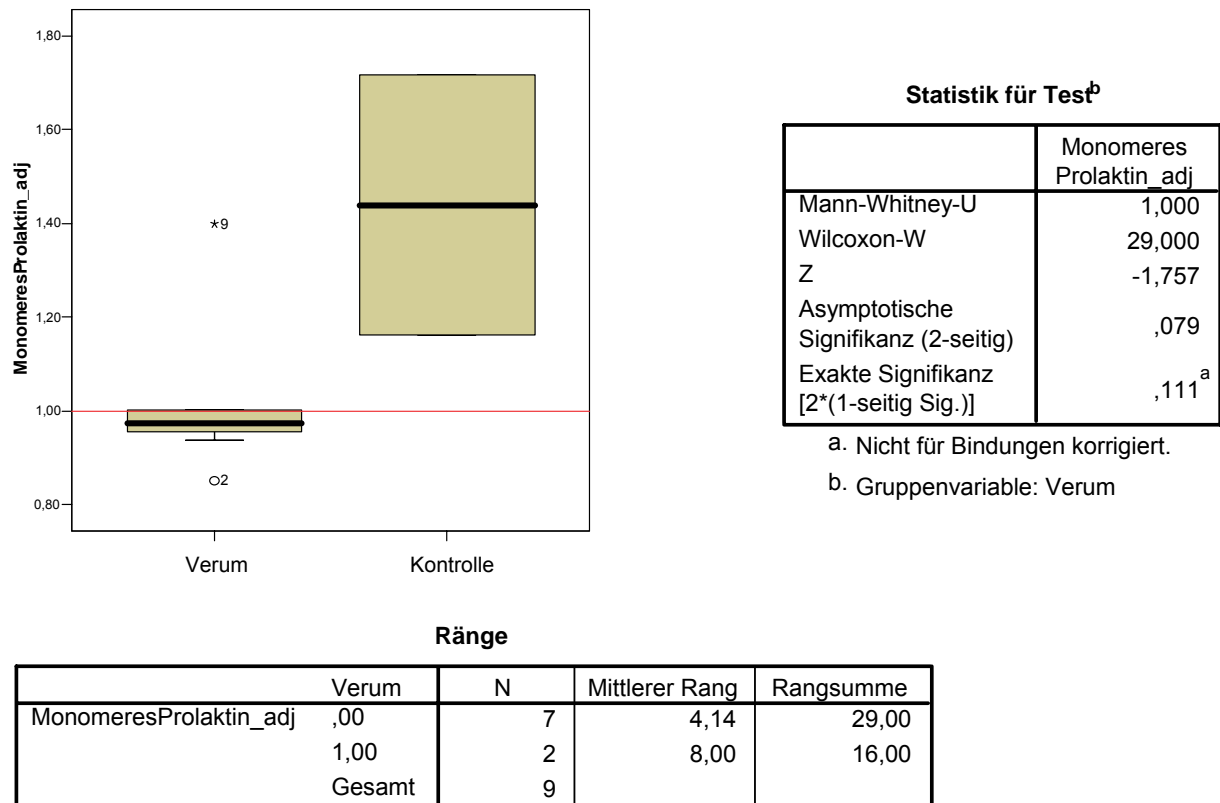 MonomeresProlaktin_adj
1,80
1,60
1,40
1,20
1,00
0,80
*9
2
Verum Kontrolle
Statistik für Test b
Monomeres
Prolaktin_adj
Mann-Whitney-U 1,000
Wilcoxon-W 29,000
Z -1,757
Asymptotische
Signifikanz (2-seitig) ,079
Exakte Signifikanz
[2*(1-seitig Sig.)] ,111 a
a. Nicht für Bindungen korrigiert.
b. Gruppenvariable: Verum
Ränge
Verum N Mittlerer Rang Rangsumme
MonomeresProlaktin_adj ,00 7 4,14 29,00
1,00 2 8,00 16,00
Gesamt 9